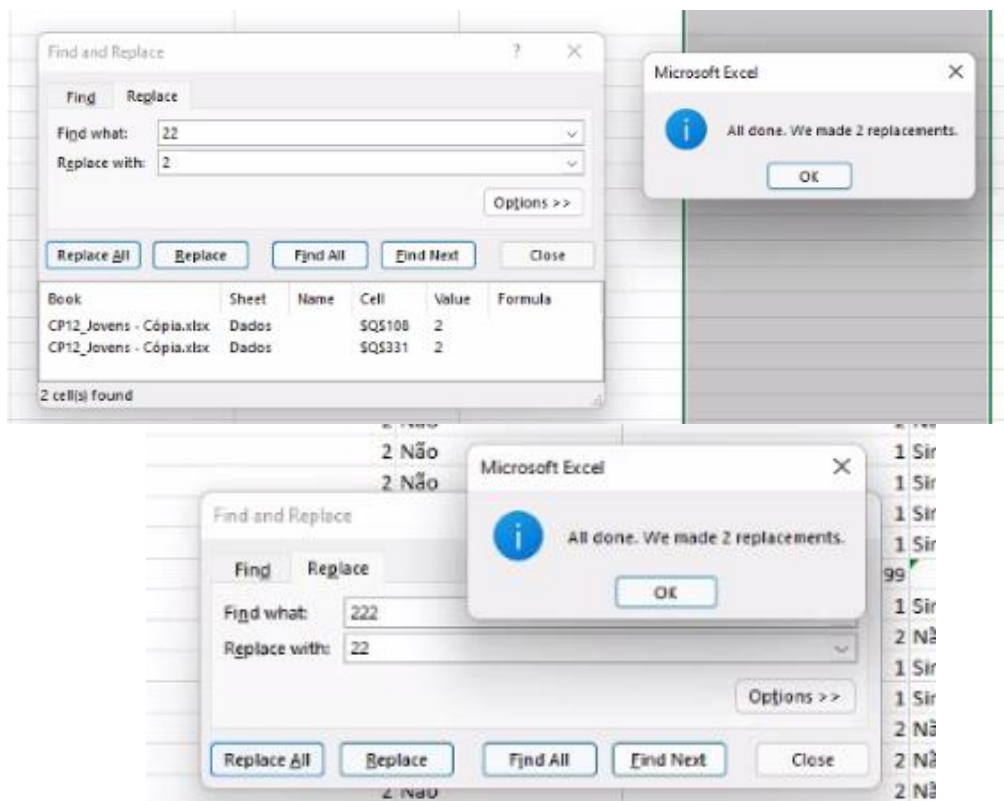 Find and Replace ?
Microsoft Excel
Find Replace
Find what: 22
Replace with: 2
All done. We made 2 replacements.
OK
Options >>
Replace All Replace Find All Find Next Close
Book Sheet Name Cell Value Formula
CP12_Jovens - Cópia.xlsx Dados $Q$108 2
CP12_Jovens - Cópia.xlsx Dados $Q$331 2
2 cell(s) found
2 Não 1 Sir
2 Não 1 Sir
Microsoft Excel
Find and Replace 1 Sir
All done. We made 2 replacements. 1 Sir
Find Replace 99
OK 1 Sir
Find what: 222
Replace with: 22 2 Nã
1 Sir
Options >> 1 Sir
2 Nã
Replace All Replace Find All Find Next Close 2 Nã
2 Não 2 Nã